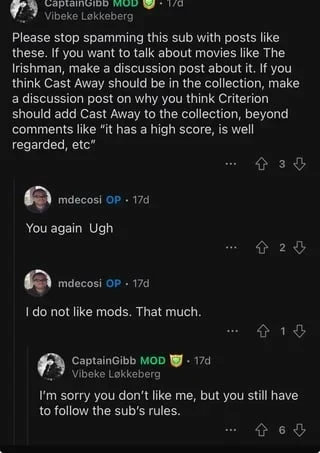 CaptainGibb MOD • 17d
Vibeke Løkkeberg
Please stop spamming this sub with posts like
these. If you want to talk about movies like The
Irishman, make a discussion post about it. If you
think Cast Away should be in the collection, make
a discussion post on why you think Criterion
should add Cast Away to the collection, beyond
comments like “it has a high score, is well
regarded, etc”
... 3
mdecosi OP • 17d
You again Ugh
... 2
mdecosi OP • 17d
I do not like mods. That much.
... 1
CaptainGibb MOD • 17d
Vibeke Løkkeberg
I’m sorry you don’t like me, but you still have
to follow the sub’s rules.
... 6